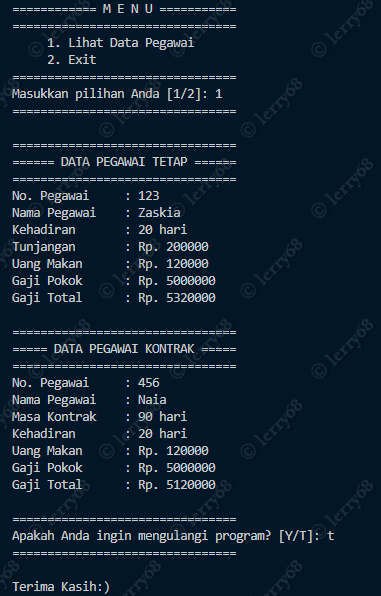 ============ M E N U ===========
================================
1. Lihat Data Pegawai
2. Exit
================================
Masukkan pilihan Anda [1/2]: 1
================================
================================
====== DATA PEGAWAI TETAP ======
================================
No. Pegawai : 123
Nama Pegawai : Zaskia
Kehadiran : 20 hari
Tunjangan : Rp. 200000
Uang Makan : Rp. 120000
Gaji Pokok : Rp. 5000000
Gaji Total : Rp. 5320000
================================
===== DATA PEGAWAI KONTRAK =====
================================
No. Pegawai : 456
Nama Pegawai : Naia
Masa Kontrak : 90 hari
Kehadiran : 20 hari
Uang Makan : Rp. 120000
Gaji Pokok : Rp. 5000000
Gaji Total : Rp. 5120000
================================
Apakah Anda ingin mengulangi program? [Y/T]: t
================================
Terima Kasih:)
© lerry08